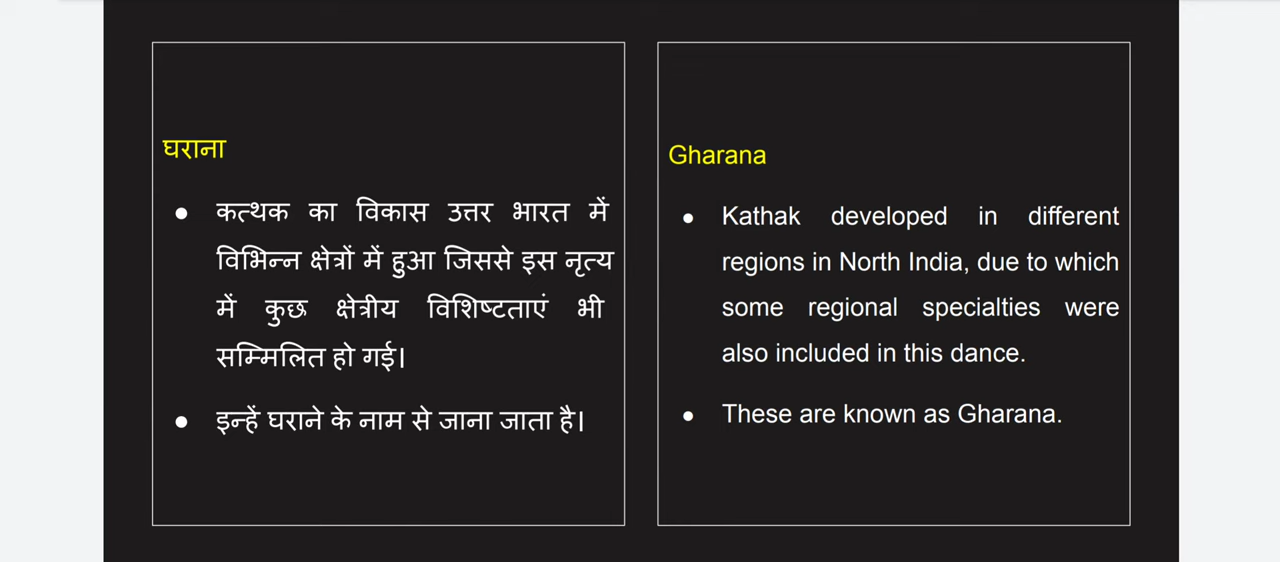 घराना
● कत्थक का विकास उत्तर भारत में
विभिन्न क्षेत्रों में हुआ जिससे इस नृत्य
में कुछ क्षेत्रीय विशिष्टताएं भी
सम्मिलित हो गई।
● इन्हें घराने के नाम से जाना जाता है।
Gharana
● Kathak developed in different
regions in North India, due to which
some regional specialties were
also included in this dance.
● These are known as Gharana.